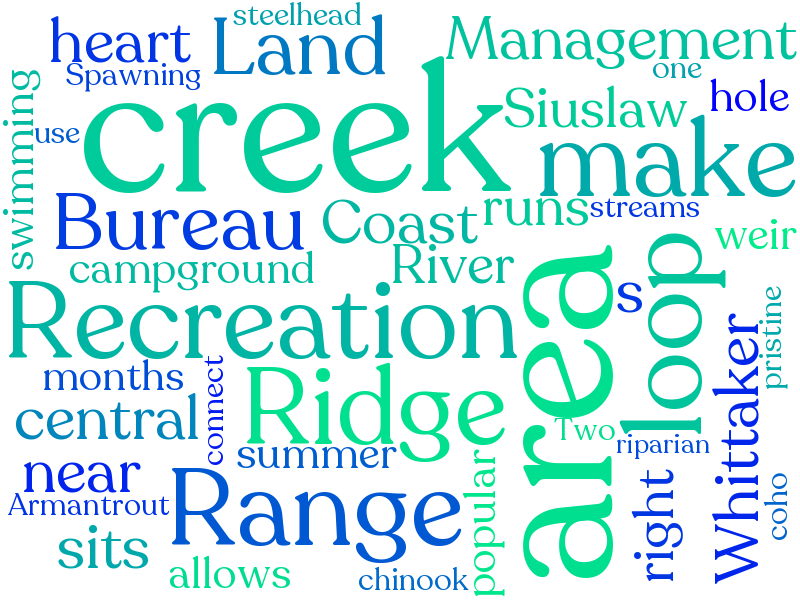 steelhead
heart
Land
Management
Spawning
one
creek
Siuslaw
hole
swimming
use
make
Bureau
Coast
runs
streams
weir
campground
River
area
s
loop
Recreation
pristine
months
connect
Ridge
Whittaker
central
Two
riparian
near
summer
popular
Armantrout
Range
right
coho
sits
allows
chinook